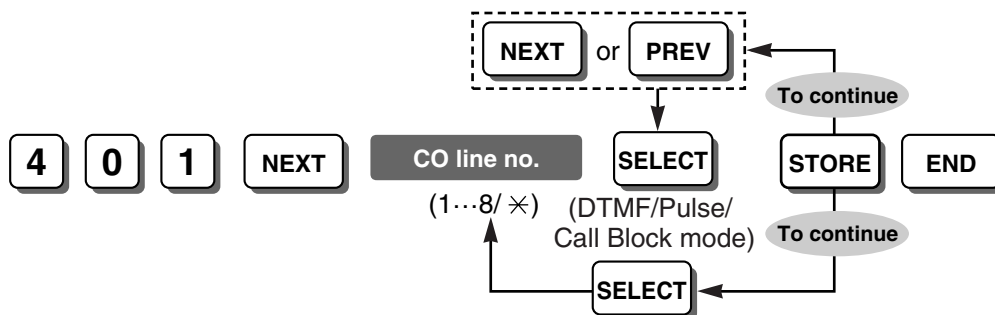 NEXT or PREV
To continue
4 0 1 NEXT CO line no. SELECT STORE END
(1···8/ ✳)
(DTMF/Pulse/
Call Block mode)
To continue
SELECT